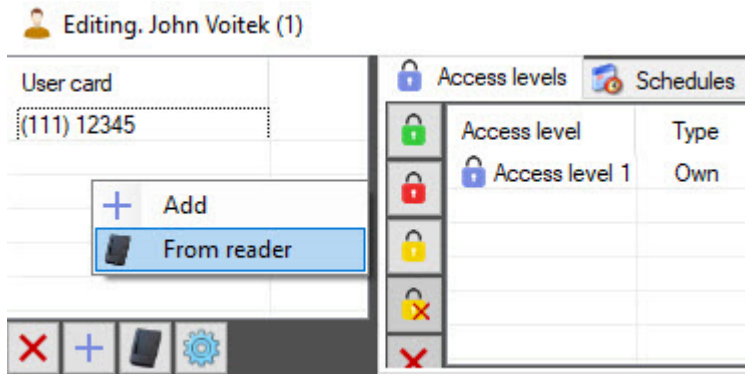 Editing. John Voitek (1)
User card
(111) 12345
Add
From reader
Access levels
Schedules
Access level Type
Access level 1 Own